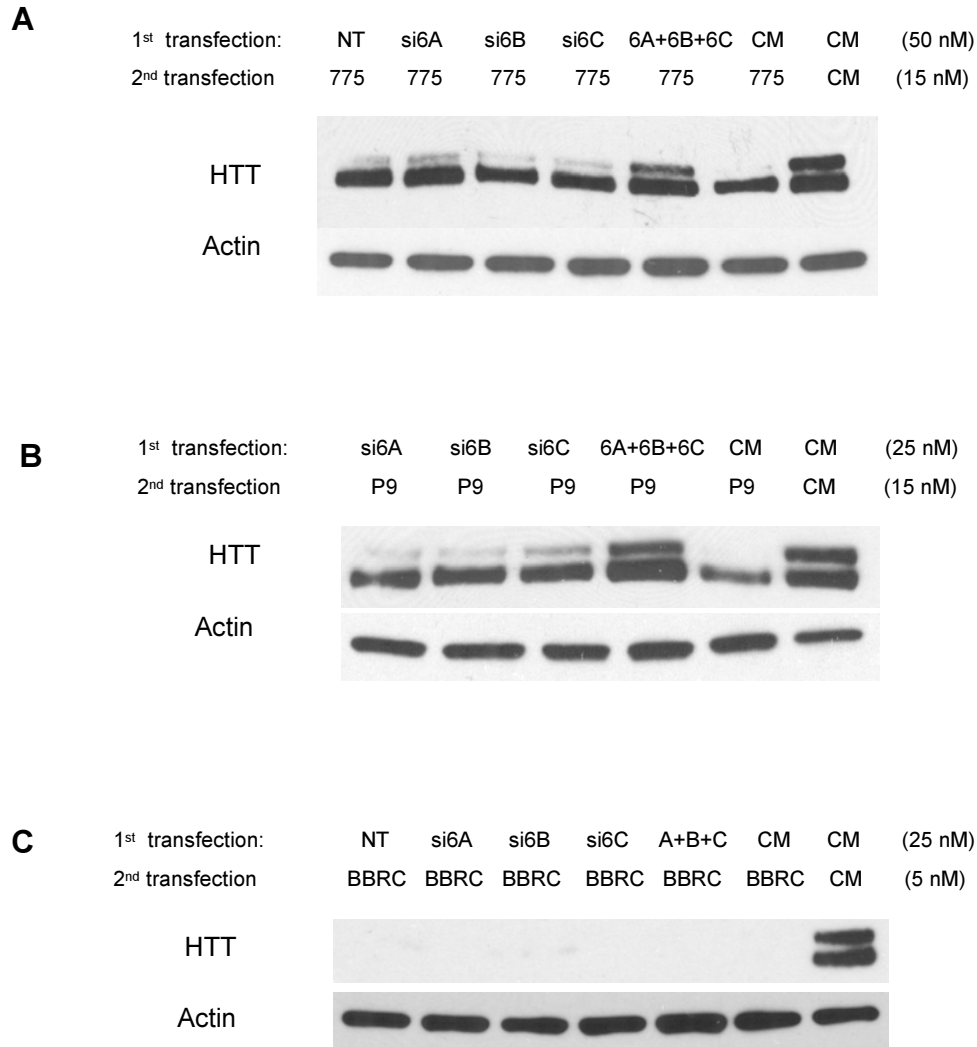 A
1st transfection: NT si6A si6B si6C 6A+6B+6C CM CM (50 nM)
2nd transfection 775 775 775 775 775 775 CM (15 nM)
HTT
Actin
B
1st transfection: si6A si6B si6C 6A+6B+6C CM CM (25 nM)
2nd transfection P9 P9 P9 P9 P9 CM (15 nM)
HTT
Actin
C
1st transfection: NT si6A si6B si6C A+B+C CM CM (25 nM)
2nd transfection BBRC BBRC BBRC BBRC BBRC BBRC CM (5 nM)
HTT
Actin